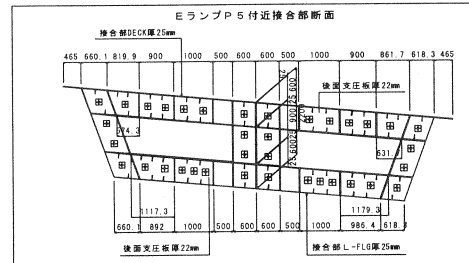 EランプP5付近接合部断面
接合部DECK厚25mm
465 660.1 819.9 900 1000 500 600 600 500 1000 900 861.7 618.3 465
後面支圧板厚22mm
574.3
631.
1117.3
1179.3
660.1 892 1000 500 600 600 500 1000 986.4 618.3
後面支圧板厚22mm
接合部L-FLG厚25mm